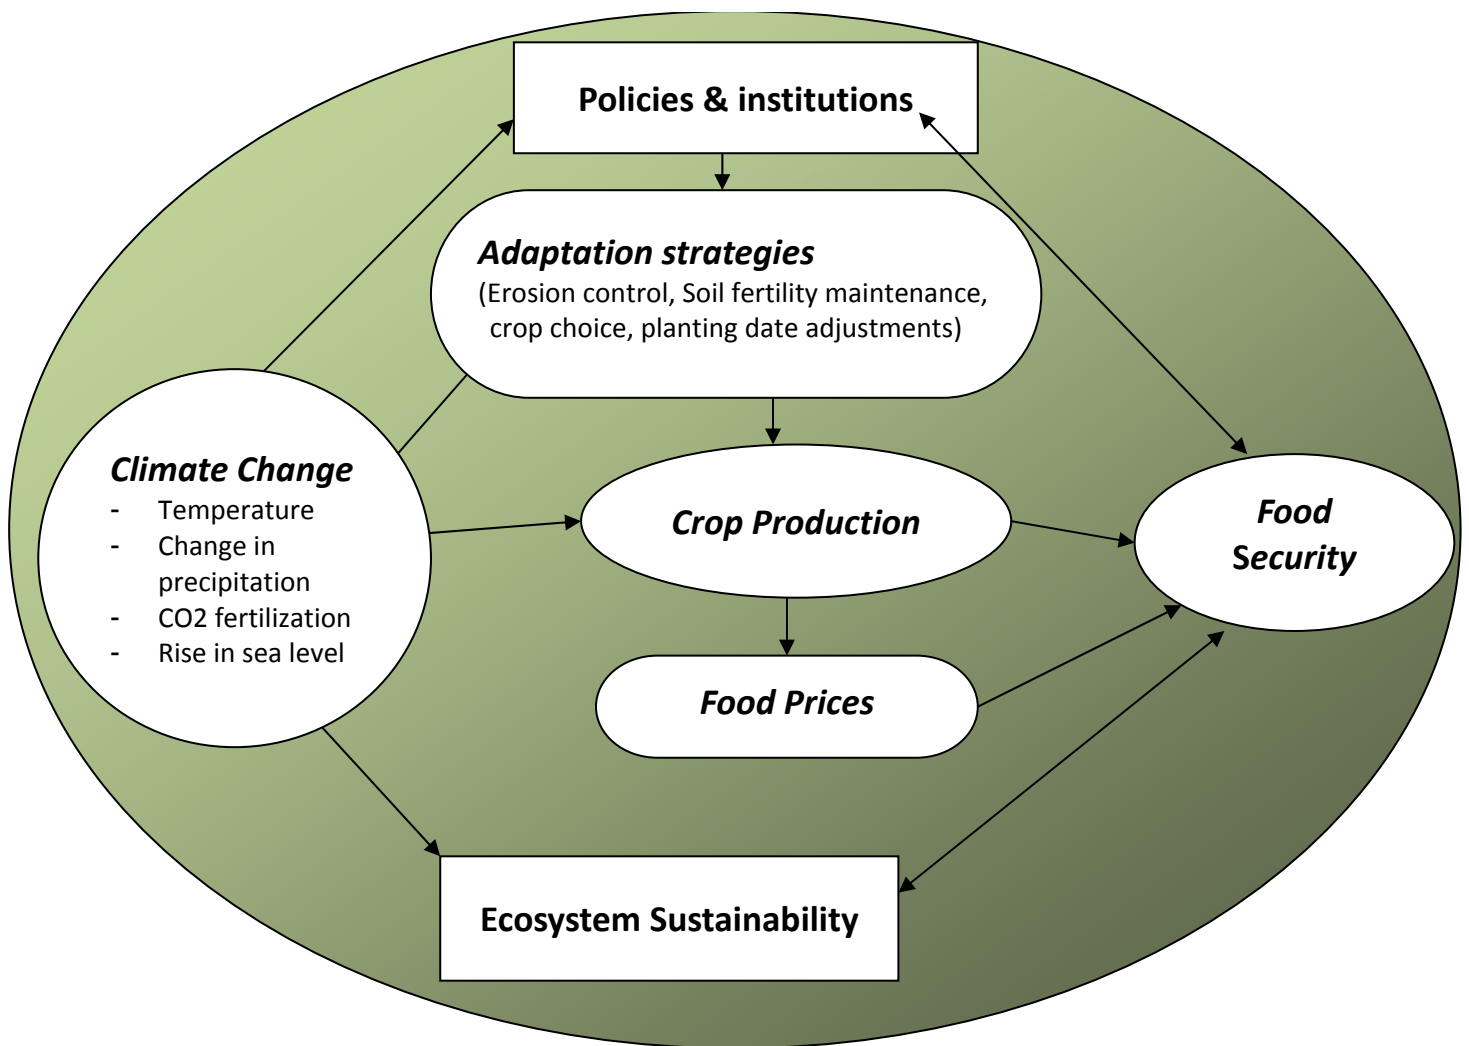 Policies & institutions
Adaptation strategies
(Erosion control, Soil fertility maintenance,
crop choice, planting date adjustments)
Climate Change
- Temperature
- Change in
precipitation
- CO2 fertilization
- Rise in sea level
Crop Production
Food
Security
Food Prices
Ecosystem Sustainability